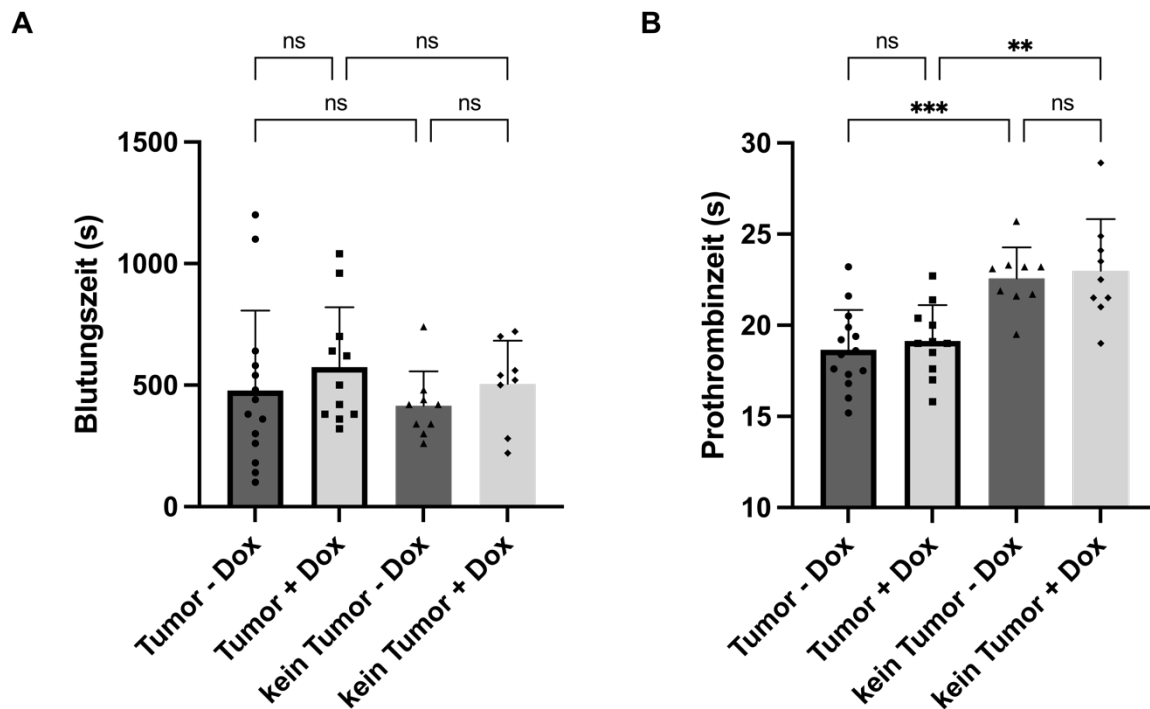 A
ns
ns
ns
ns
Blutungszeit (s)
1500
1000
500
0
Tumor - Dox
Tumor + Dox
kein Tumor - Dox
kein Tumor + Dox
B
ns
**
***
ns
Prothrombinzeit (s)
30
25
20
15
10
Tumor - Dox
Tumor + Dox
kein Tumor - Dox
kein Tumor + Dox